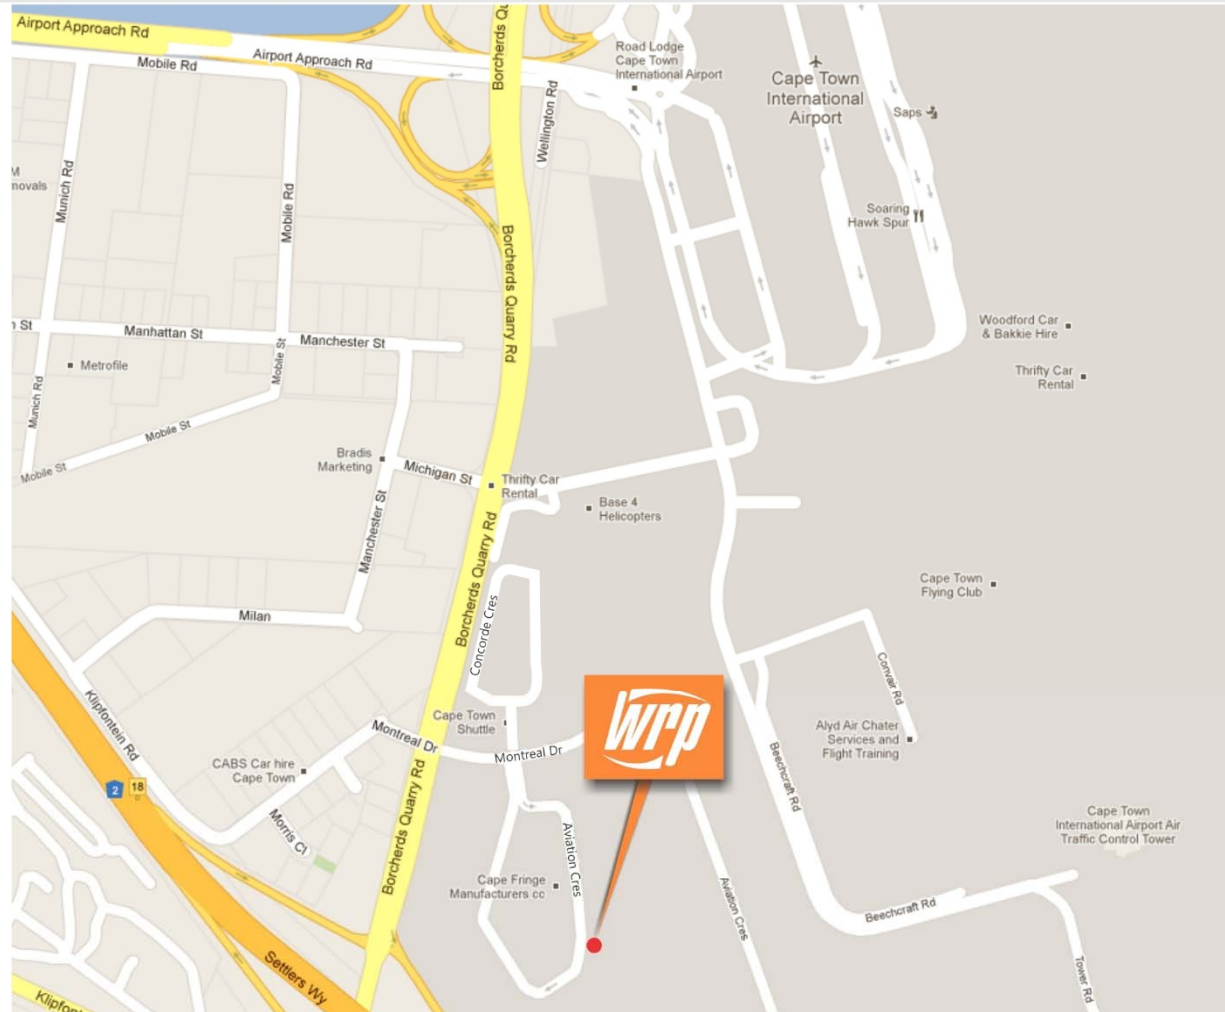 Airport Approach Rd
Airport Approach Rd
Mobile Rd
Borcherds Qu
Road Lodge
Cape Town
International Airport
Cape Town
International
Airport
Saps
Wellington Rd
M
movals
Munich Rd
Mobile Rd
Soaring
Hawk Spur
Borcherds Quarry Rd
n St
Manhattan St
Manchester St
Woodford Car
& Bakkie Hire
Metrofile
Mobile St
Thrifty Car
Rental
Munich Rd
Mobile St
Mobile St
Bradis
Marketing
Michigan St
Thrifty Car
Rental
Base 4
Helicopters
Manchester St
Borcherds Quarry Rd
Cape Town
Flying Club
Milan
Concorde Cres
Convair Rd
Klipfontein Rd
Cape Town
Shuttle
Montreal Dr
Montreal Dr
wrp
Alyd Air Chater
Services and
Flight Training
CABS Car hire
Cape Town
2
18
Beechcraft Rd
Borcherds Quarry Rd
Morris Cl
Aviation Cres
Cape Town
International Airport Air
Traffic Control Tower
Cape Fringe
Manufacturers cc
Aviation Cres
Beechcraft Rd
Settlers Wy
Tower Rd
Klipfon